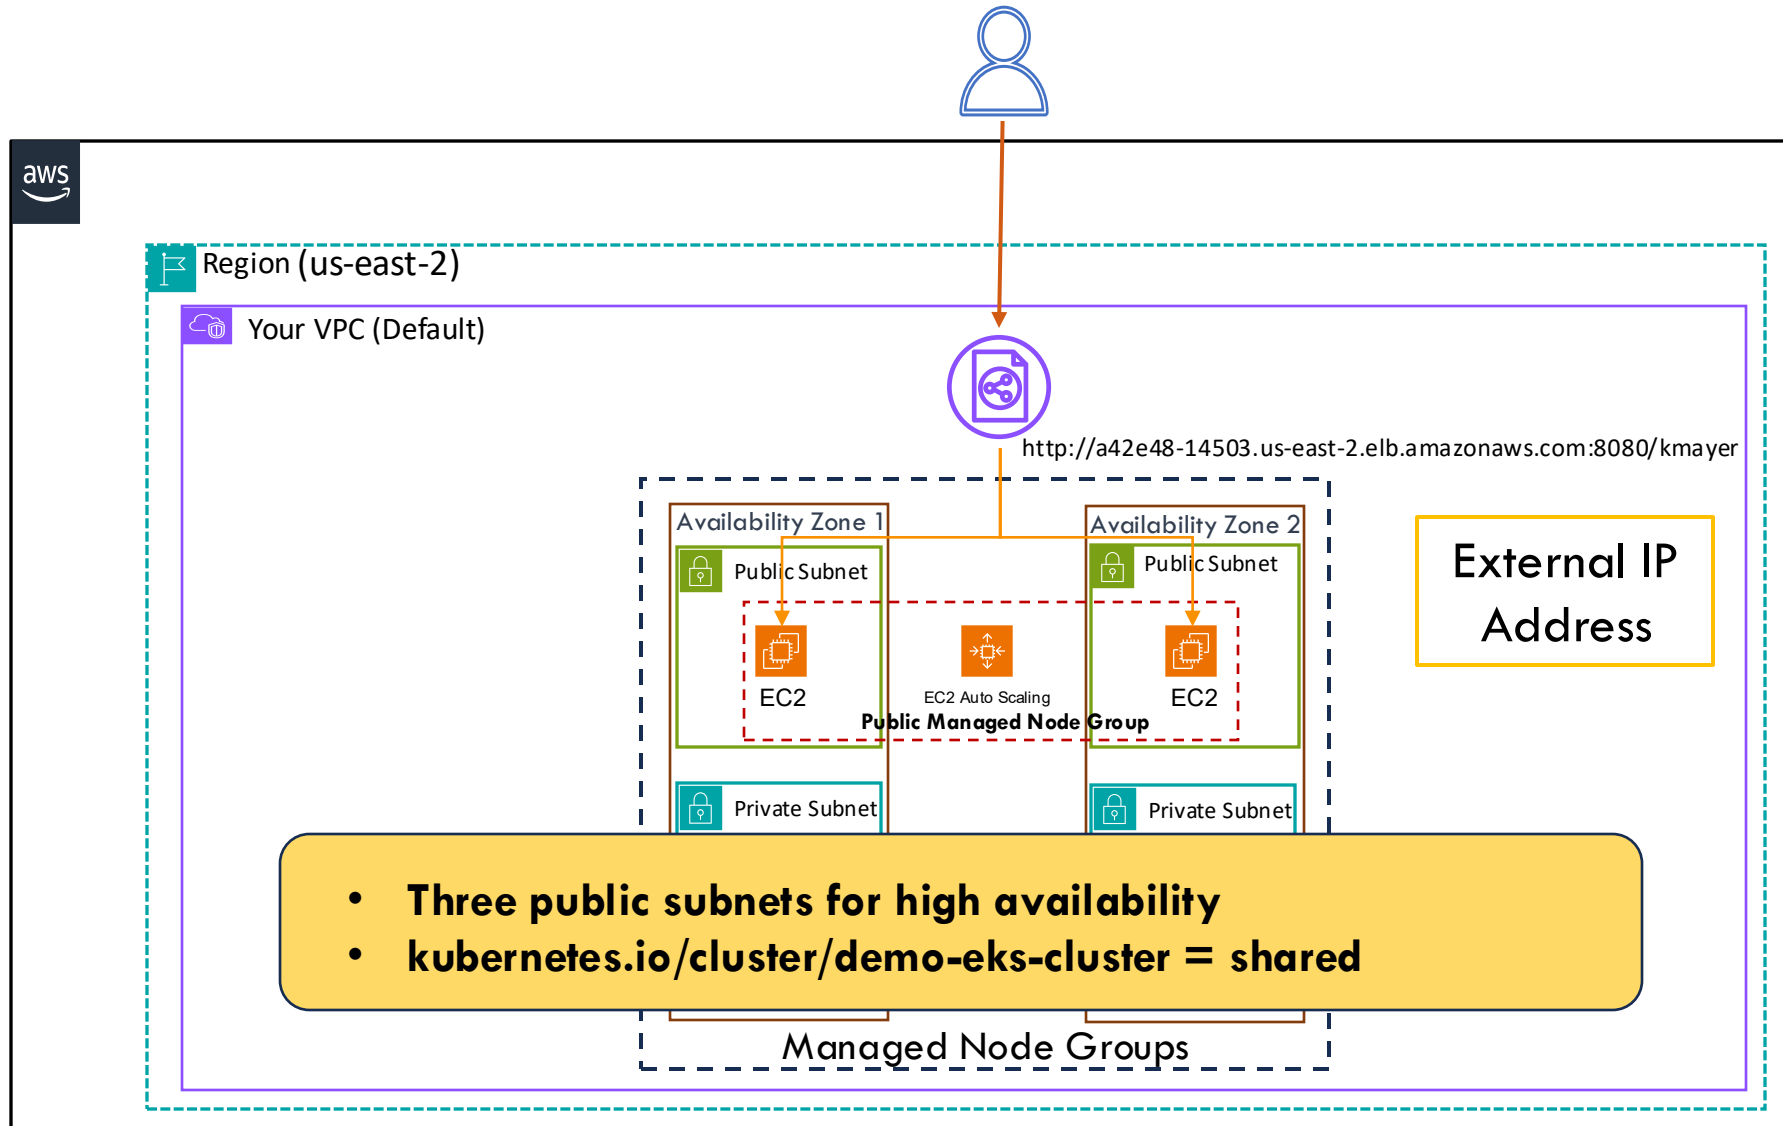 aws
Region (us-east-2)
Your VPC (Default)
http://a42e48-14503.us-east-2.elb.amazonaws.com:8080/kmayer
Availability Zone 1
Availability Zone 2
Public Subnet
Public Subnet
External IP
Address
EC2
EC2 Auto Scaling
EC2
Public Managed Node Group
Private Subnet
Private Subnet
• Three public subnets for high availability
• kubernetes.io/cluster/demo-eks-cluster = shared
Managed Node Groups